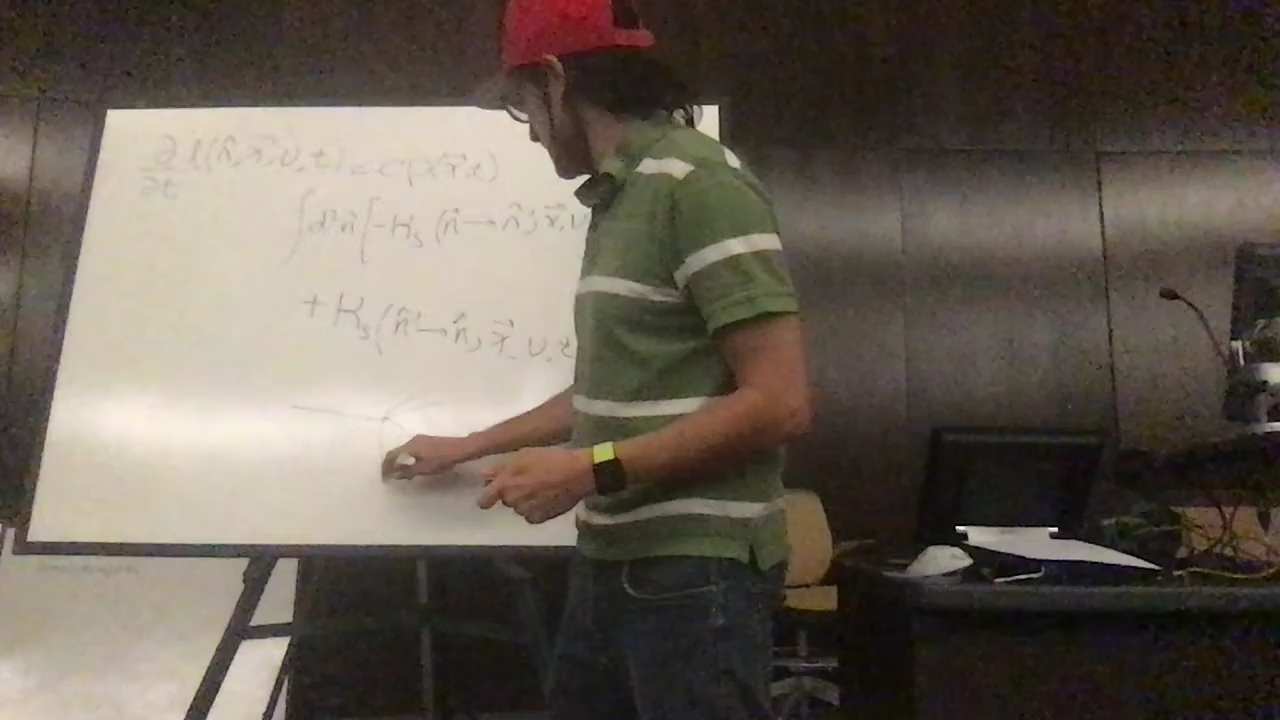 ∂/∂t I(n̂, x⃗, ν, t) = c ρ(x⃗, t)
∫ d²n̂' [-K_s (n̂ → n̂'; x⃗, ν
+ K_s (n̂' → n̂; x⃗, ν, t